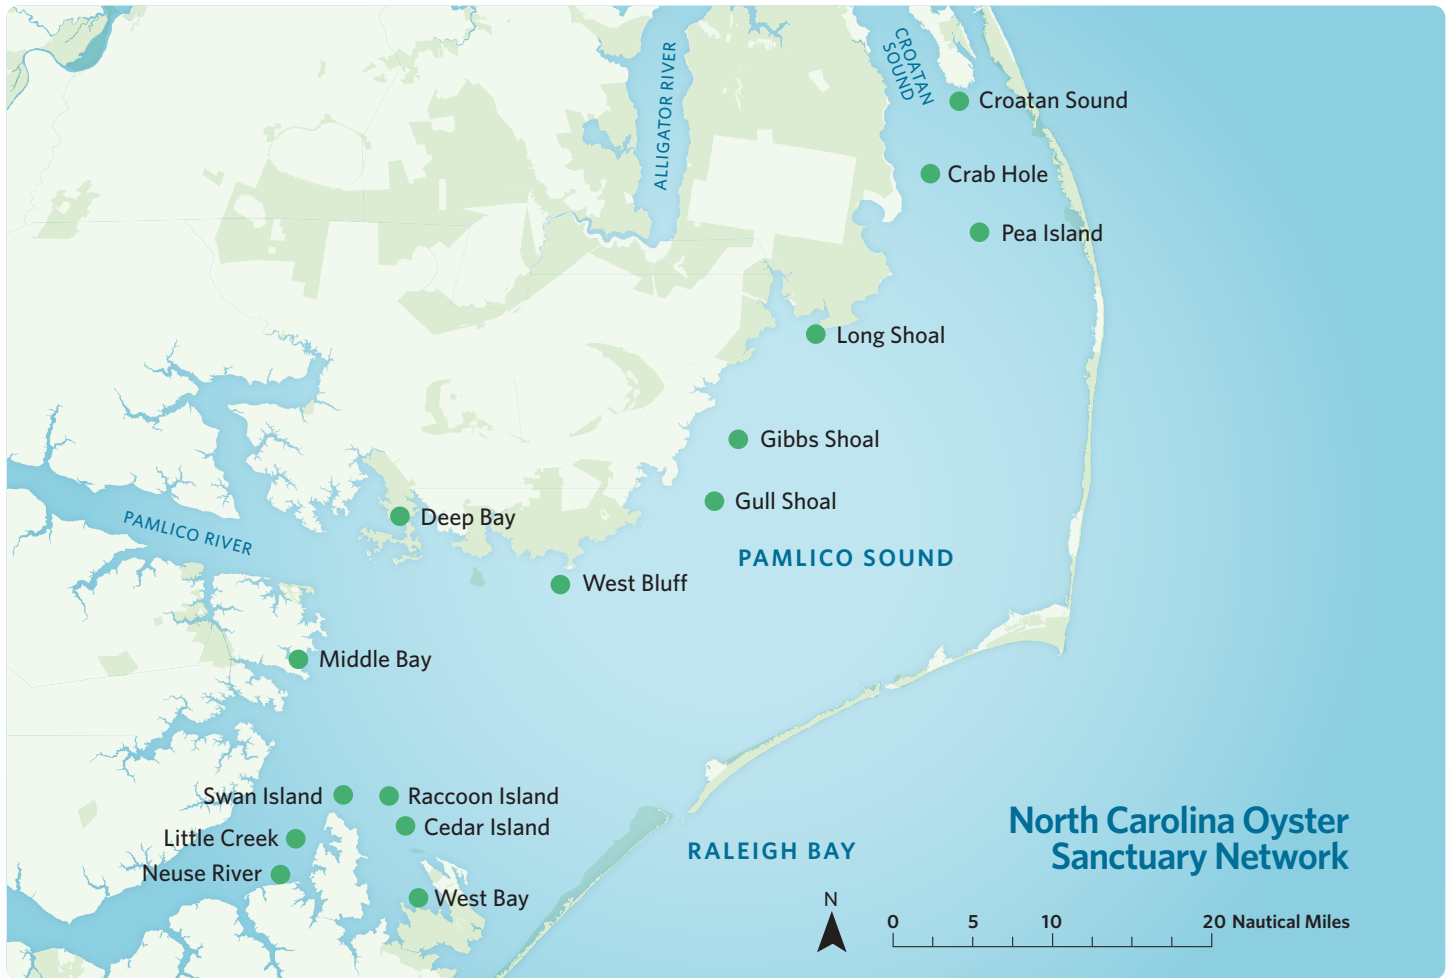 CROATAN
SOUND
ALLIGATOR RIVER
Croatan Sound
Crab Hole
Pea Island
Long Shoal
Gibbs Shoal
Gull Shoal
Deep Bay
PAMLICO RIVER
PAMLICO SOUND
West Bluff
Middle Bay
Swan Island
Raccoon Island
Cedar Island
Little Creek
Neuse River
West Bay
RALEIGH BAY
North Carolina Oyster
Sanctuary Network
N
0 5 10 20 Nautical Miles